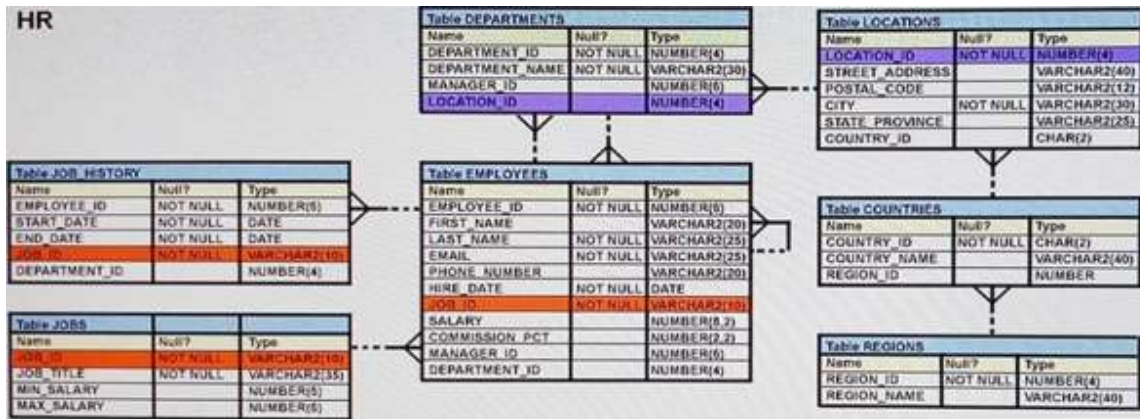 HR
Table DEPARTMENTS
Name Null? Type
DEPARTMENT_ID NOT NULL NUMBER(4)
DEPARTMENT_NAME NOT NULL VARCHAR2(30)
MANAGER_ID NUMBER(6)
LOCATION_ID NUMBER(4)
Table LOCATIONS
Name Null? Type
LOCATION_ID NOT NULL NUMBER(4)
STREET_ADDRESS VARCHAR2(40)
POSTAL_CODE VARCHAR2(12)
CITY NOT NULL VARCHAR2(30)
STATE_PROVINCE VARCHAR2(25)
COUNTRY_ID CHAR(2)
Table JOB_HISTORY
Name Null? Type
EMPLOYEE_ID NOT NULL NUMBER(6)
START_DATE NOT NULL DATE
END_DATE NOT NULL DATE
JOB_ID NOT NULL VARCHAR2(10)
DEPARTMENT_ID NUMBER(4)
Table EMPLOYEES
Name Null? Type
EMPLOYEE_ID NOT NULL NUMBER(6)
FIRST_NAME VARCHAR2(20)
LAST_NAME NOT NULL VARCHAR2(25)
EMAIL NOT NULL VARCHAR2(25)
PHONE_NUMBER VARCHAR2(20)
HIRE_DATE NOT NULL DATE
JOB_ID NOT NULL VARCHAR2(10)
SALARY NUMBER(8,2)
COMMISSION_PCT NUMBER(2,2)
MANAGER_ID NUMBER(6)
DEPARTMENT_ID NUMBER(4)
Table COUNTRIES
Name Null? Type
COUNTRY_ID NOT NULL CHAR(2)
COUNTRY_NAME VARCHAR2(40)
REGION_ID NUMBER
Table JOBS
Name Null? Type
JOB_ID NOT NULL VARCHAR2(10)
JOB_TITLE NOT NULL VARCHAR2(35)
MIN_SALARY NUMBER(6)
MAX_SALARY NUMBER(6)
Table REGIONS
Name Null? Type
REGION_ID NOT NULL NUMBER(4)
REGION_NAME VARCHAR2(40)